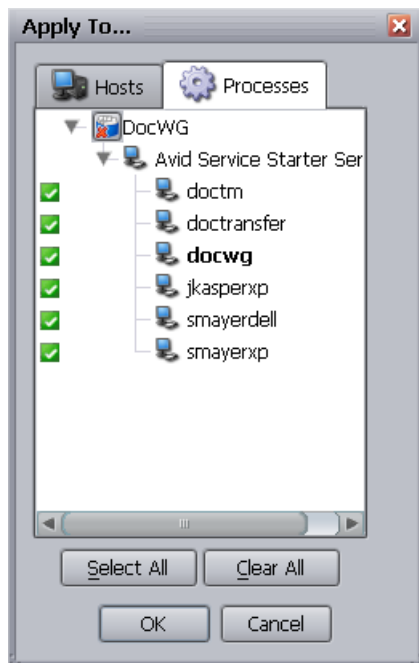 Apply To...
Hosts Processes
DocWG
Avid Service Starter Ser
doctm
doctransfer
docwg
jkasperxp
smayerdell
smayerxp
Select All Clear All
OK Cancel